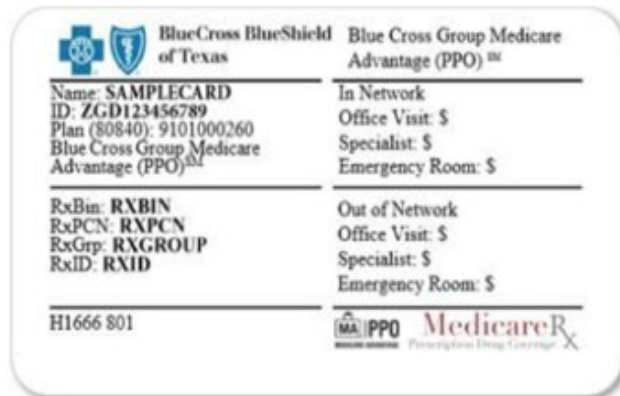 BlueCross BlueShield
of Texas
Blue Cross Group Medicare
Advantage (PPO) SM
Name: SAMPLECARD
ID: ZGD123456789
Plan (80840): 9101000260
Blue Cross Group Medicare
Advantage (PPO)SM
In Network
Office Visit: $
Specialist: $
Emergency Room: $
RxBin: RXBIN
RxPCN: RXPCN
RxGrp: RXGROUP
RxID: RXID
Out of Network
Office Visit: $
Specialist: $
Emergency Room: $
H1666 801
MA PPO
MEDICARE ADVANTAGE
MedicareRx
Prescription Drug Coverage